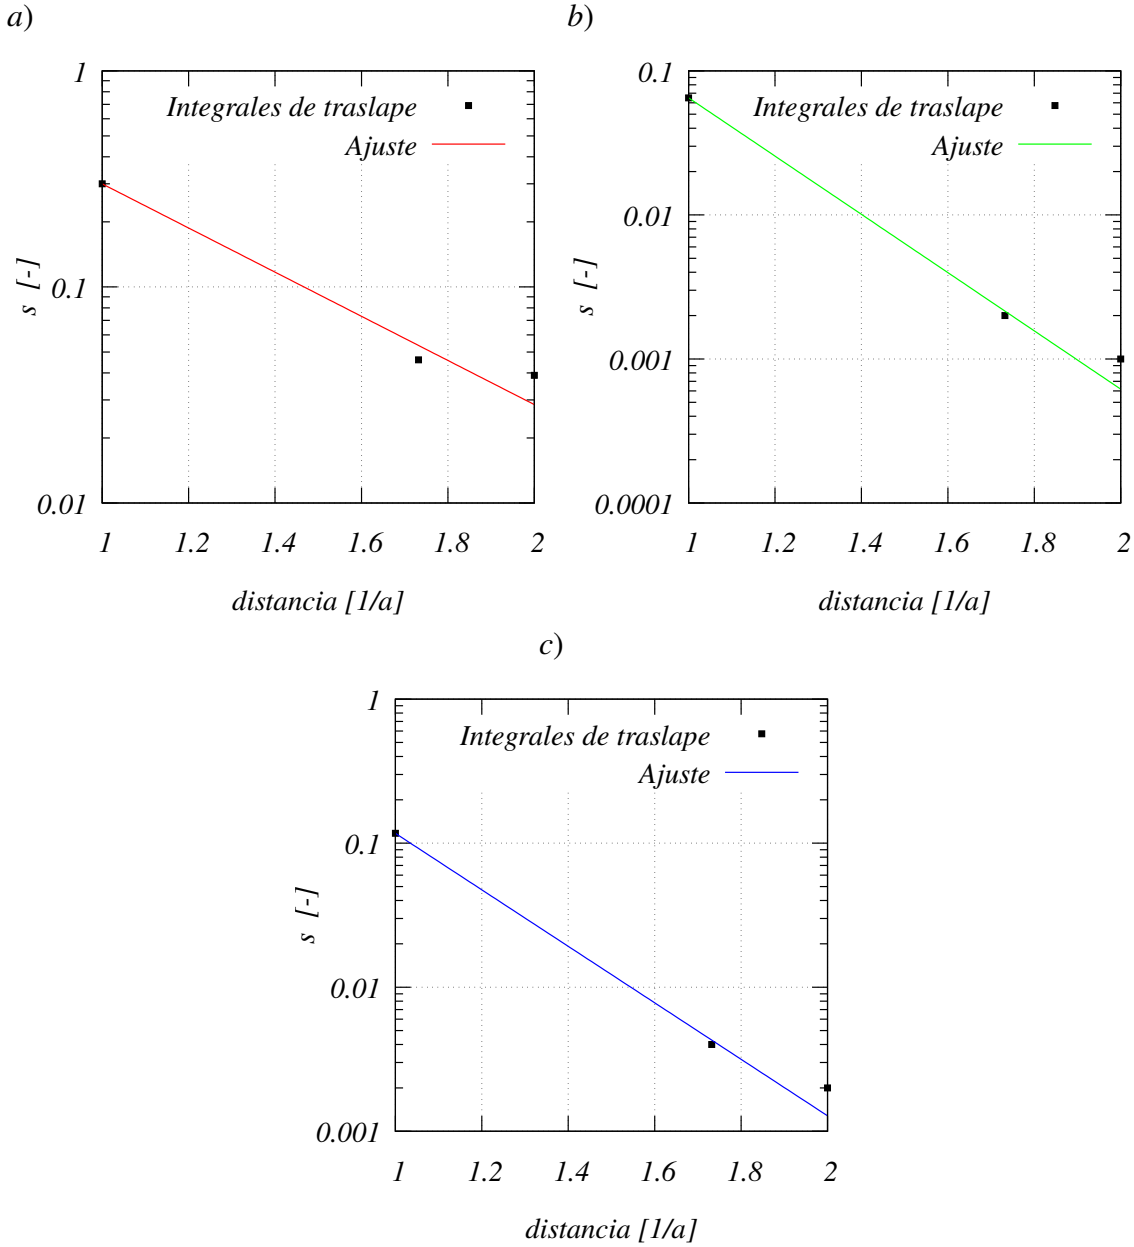 a)
1
0.1
0.01
s [-]
Integrales de traslape
Ajuste
1 1.2 1.4 1.6 1.8 2
distancia [1/a]
b)
0.1
0.01
0.001
0.0001
s [-]
Integrales de traslape
Ajuste
1 1.2 1.4 1.6 1.8 2
distancia [1/a]
c)
1
0.1
0.01
0.001
s [-]
Integrales de traslape
Ajuste
1 1.2 1.4 1.6 1.8 2
distancia [1/a]